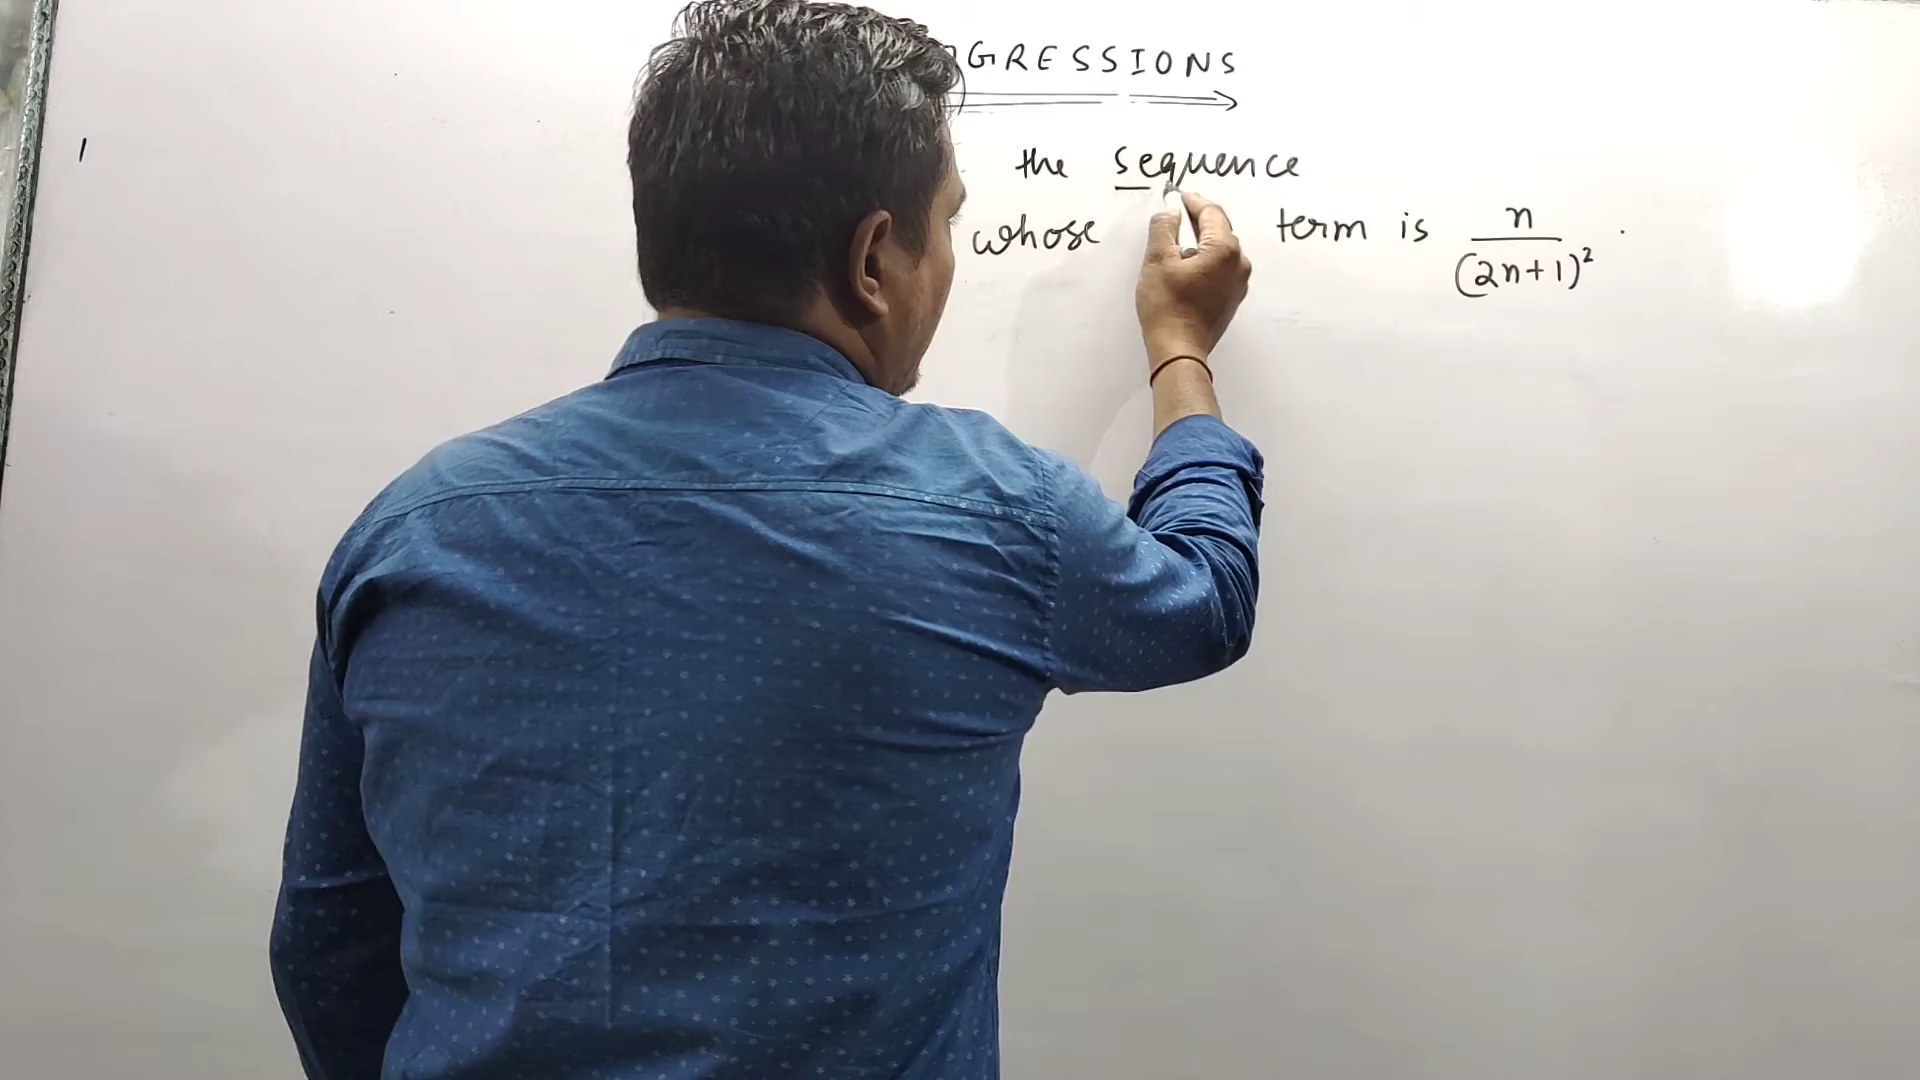 GRESSIONS
the sequence
whose term is n/(2n+1)²